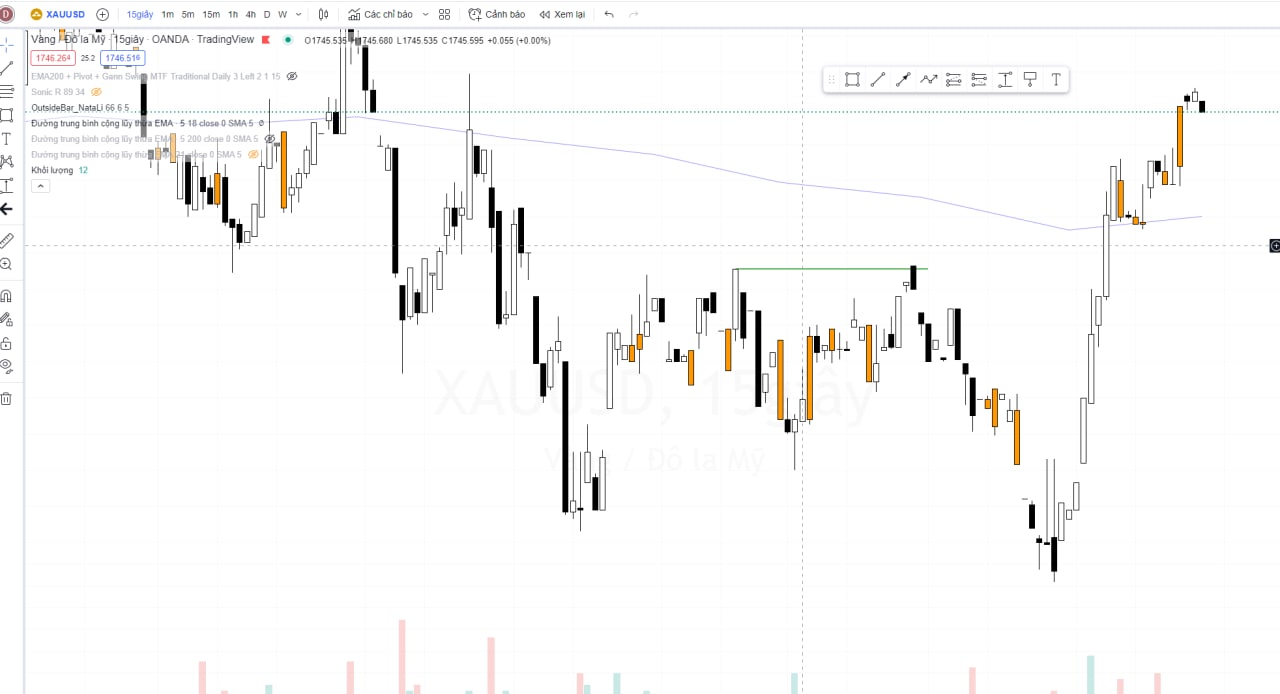 D XAUUSD 15giây 1m 5m 15m 1h 4h D W Các chỉ báo Cảnh báo Xem lại
Vàng / Đô la Mỹ · 15giây · OANDA · TradingView O1745.535 H1745.680 L1745.535 C1745.595 +0.055 (+0.00%)
1746.264 25.2 1746.516
EMA200 + Pivot + Gann Swing MTF Traditional Daily 3 Left 2 1 15
Sonic R 89 34
OutsideBar_NataLi 66 6 5
Đường trung bình cộng lũy thừa EMA 5 18 close 0 SMA 5
Đường trung bình cộng lũy thừa EMA 5 200 close 0 SMA 5
Đường trung bình cộng lũy thừa close 0 SMA 5
Khối lượng 12
XAUUSD, 15giây
Vàng / Đô la Mỹ